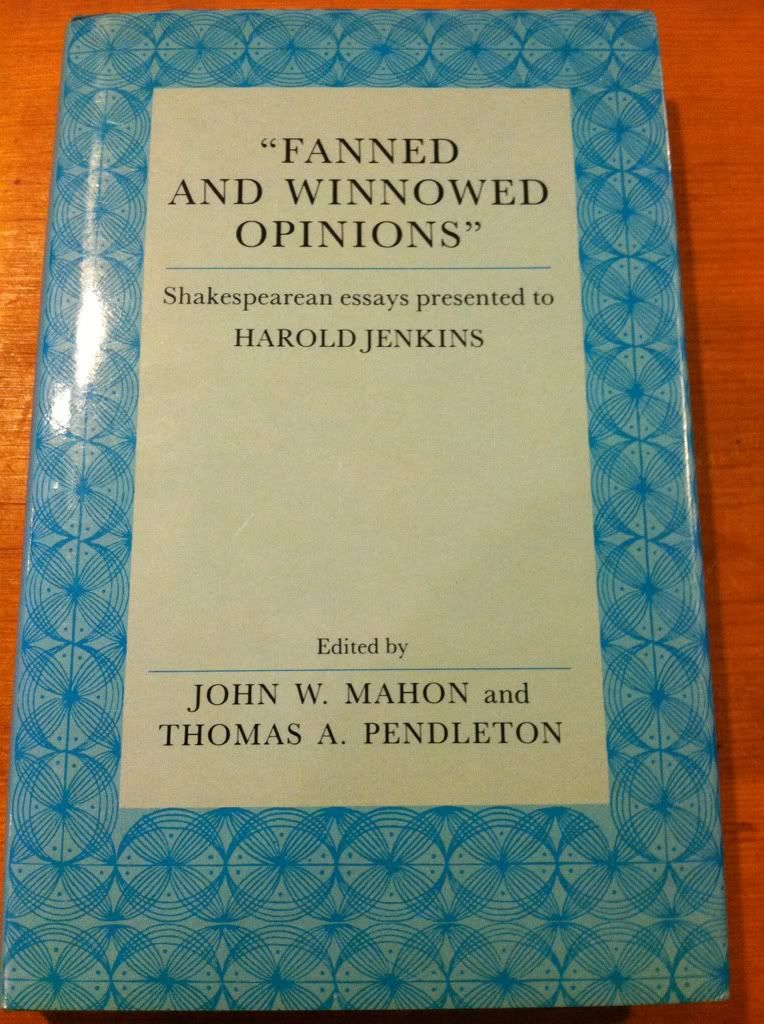 “FANNED
AND WINNOWED
OPINIONS”
Shakespearean essays presented to
HAROLD JENKINS
Edited by
JOHN W. MAHON and
THOMAS A. PENDLETON